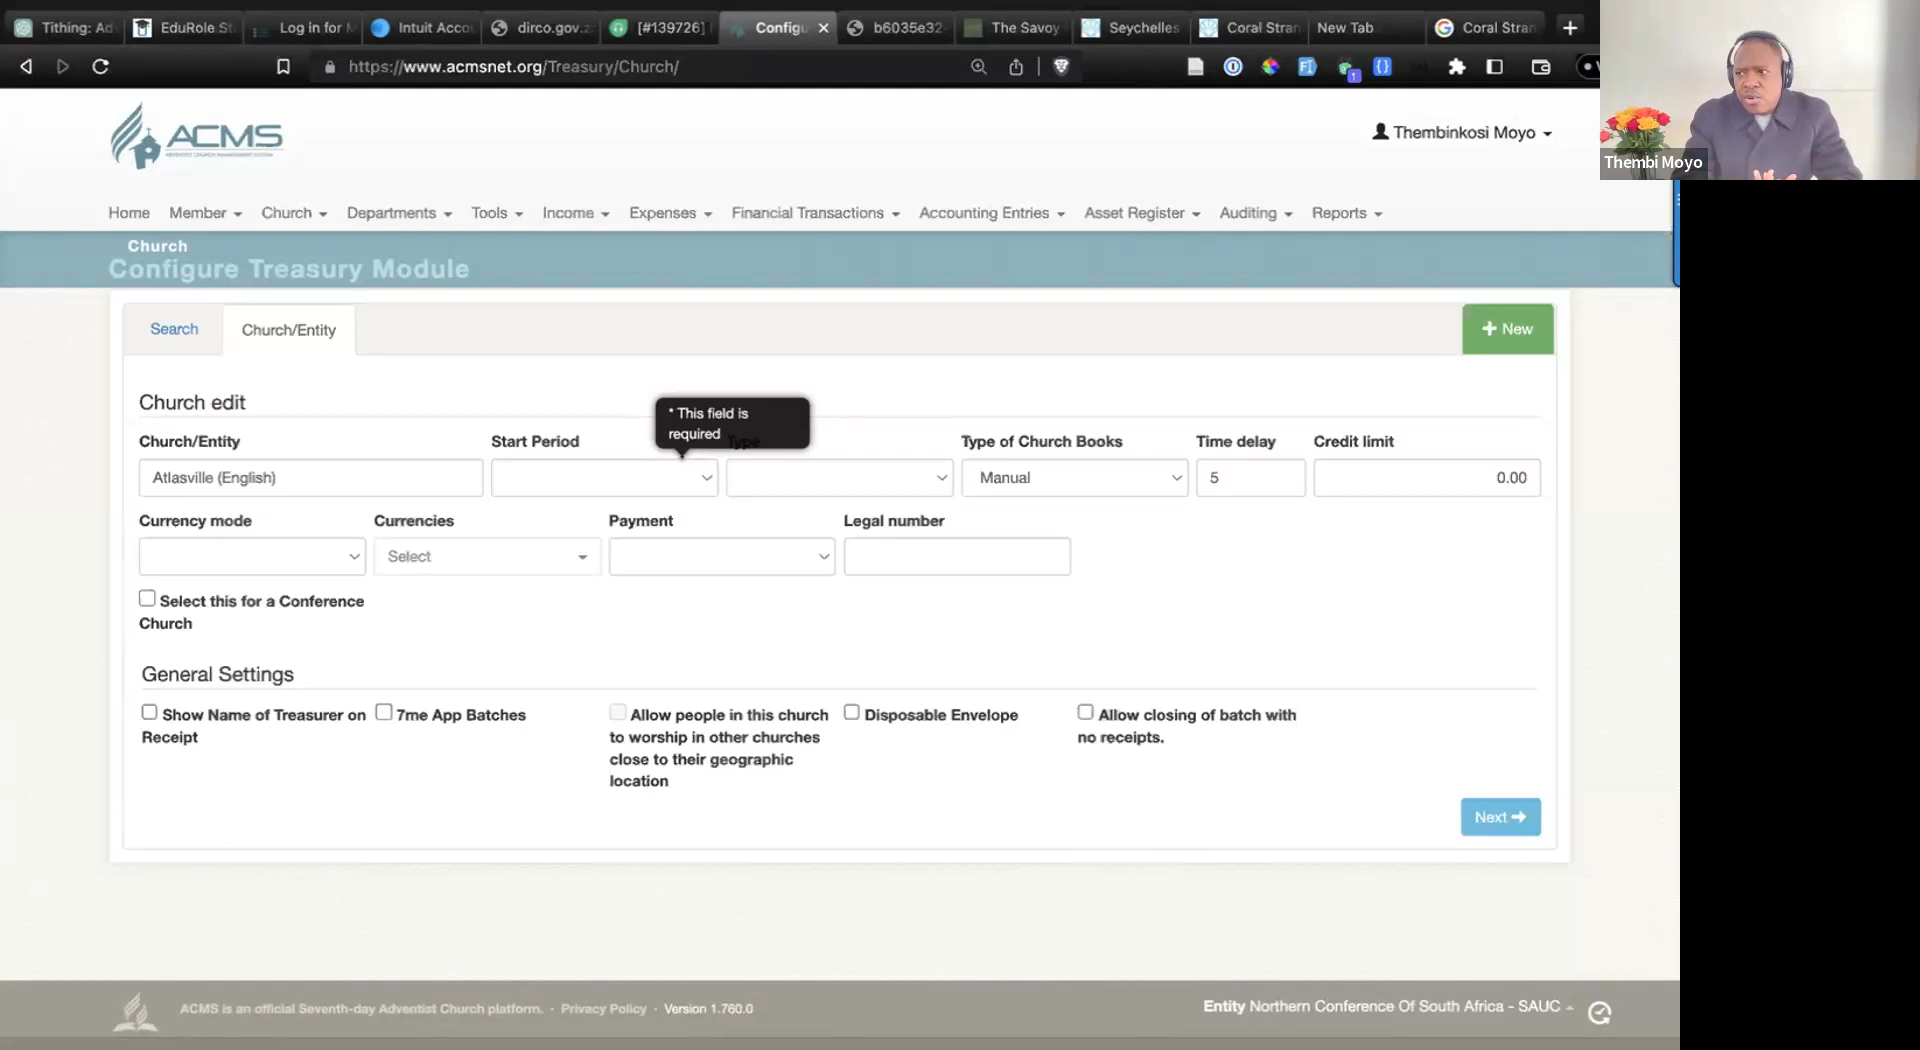 Tithing: Ad
EduRole St
Log in for M
Intuit Acco
dirco.gov.z
[#139726]
Configu
b6035e32
The Savoy
Seychelles
Coral Stran
New Tab
Coral Stran
https://www.acmsnet.org/Treasury/Church/
1
ACMS
ADVENTIST CHURCH MANAGEMENT SYSTEM
Thembinkosi Moyo
Thembi Moyo
Home Member Church Departments Tools Income Expenses Financial Transactions Accounting Entries Asset Register Auditing Reports
Church
Configure Treasury Module
Search Church/Entity
New
Church edit
* This field is
required
Church/Entity Start Period Type Type of Church Books Time delay Credit limit
Atlasville (English) Manual 5 0.00
Currency mode Currencies Payment Legal number
Select
Select this for a Conference
Church
General Settings
Show Name of Treasurer on
Receipt
7me App Batches
Allow people in this church
to worship in other churches
close to their geographic
location
Disposable Envelope
Allow closing of batch with
no receipts.
Next
ACMS is an official Seventh-day Adventist Church platform. · Privacy Policy · Version 1.760.0
Entity Northern Conference Of South Africa - SAUC